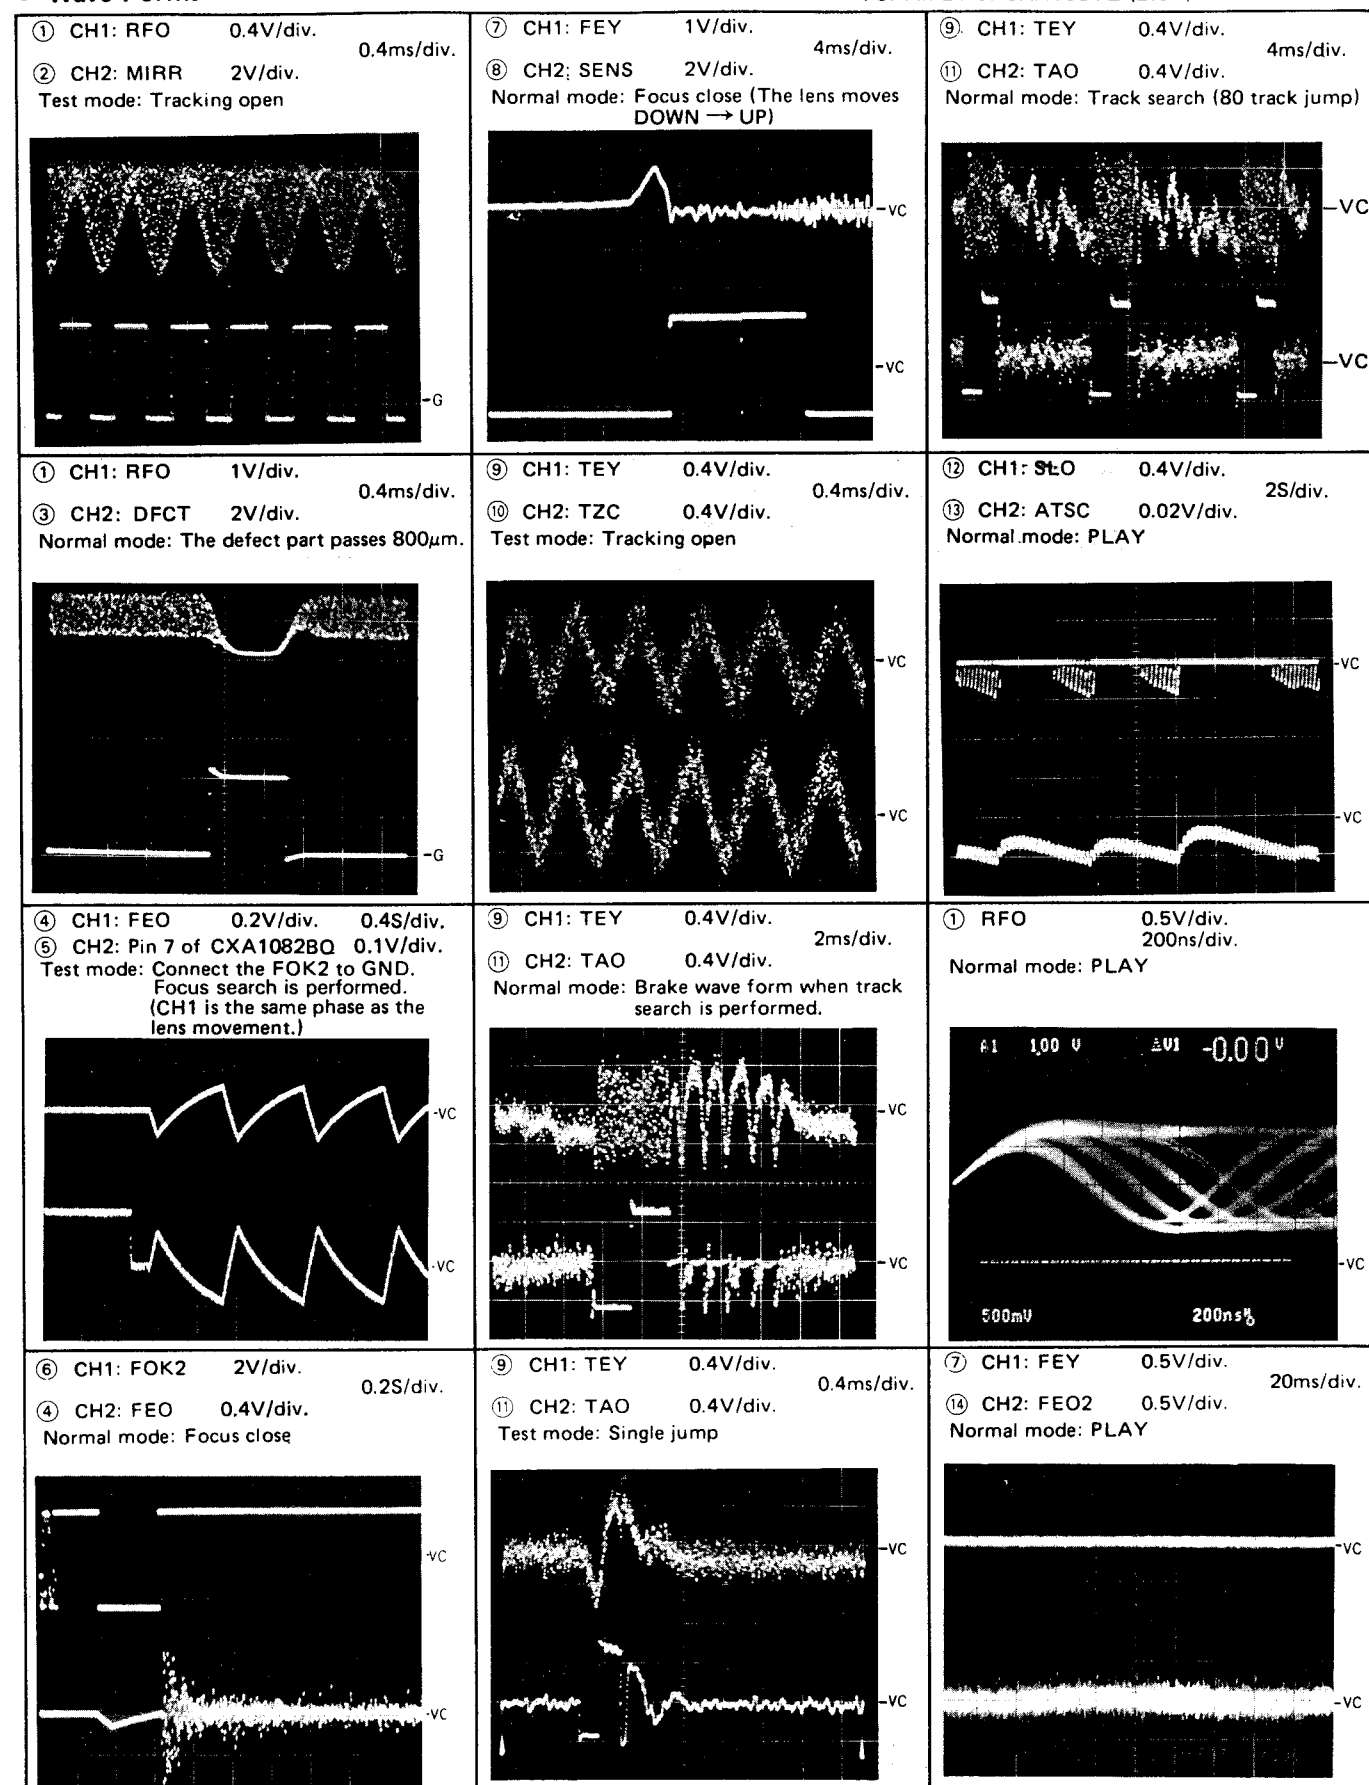 Wave Forms
① CH1: RFO 0.4V/div.
0.4ms/div.
② CH2: MIRR 2V/div.
Test mode: Tracking open
-G
⑦ CH1: FEY 1V/div.
4ms/div.
⑧ CH2: SENS 2V/div.
Normal mode: Focus close (The lens moves
DOWN → UP)
-VC
-VC
⑨ CH1: TEY 0.4V/div.
4ms/div.
⑪ CH2: TAO 0.4V/div.
Normal mode: Track search (80 track jump)
-VC
-VC
① CH1: RFO 1V/div.
0.4ms/div.
③ CH2: DFCT 2V/div.
Normal mode: The defect part passes 800μm.
-G
⑨ CH1: TEY 0.4V/div.
0.4ms/div.
⑩ CH2: TZC 0.4V/div.
Test mode: Tracking open
-VC
-VC
⑫ CH1: SLO 0.4V/div.
2S/div.
⑬ CH2: ATSC 0.02V/div.
Normal mode: PLAY
-VC
-VC
④ CH1: FEO 0.2V/div. 0.4S/div.
⑤ CH2: Pin 7 of CXA1082BQ 0.1V/div.
Test mode: Connect the FOK2 to GND.
Focus search is performed.
(CH1 is the same phase as the
lens movement.)
-VC
-VC
⑨ CH1: TEY 0.4V/div.
2ms/div.
⑪ CH2: TAO 0.4V/div.
Normal mode: Brake wave form when track
search is performed.
-VC
-VC
① RFO 0.5V/div.
200ns/div.
Normal mode: PLAY
A1 1.00 V ΔV1 -0.00 V
-VC
500mV 200ns
⑥ CH1: FOK2 2V/div.
0.2S/div.
④ CH2: FEO 0.4V/div.
Normal mode: Focus close
-VC
-VC
⑨ CH1: TEY 0.4V/div.
0.4ms/div.
⑪ CH2: TAO 0.4V/div.
Test mode: Single jump
-VC
-VC
⑦ CH1: FEY 0.5V/div.
20ms/div.
⑭ CH2: FEO2 0.5V/div.
Normal mode: PLAY
-VC
-VC